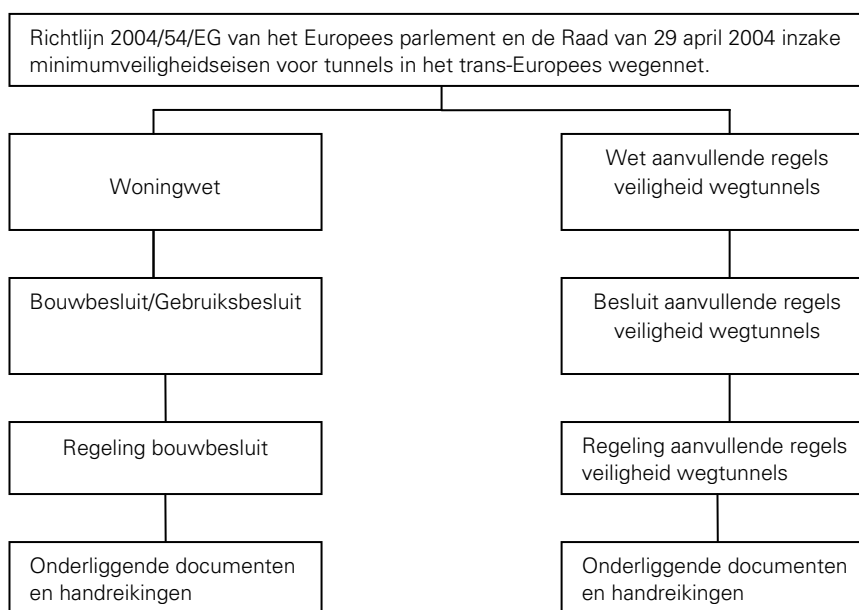 Richtlijn 2004/54/EG van het Europees parlement en de Raad van 29 april 2004 inzake
minimumveiligheidseisen voor tunnels in het trans-Europees wegennet.
Woningwet
Wet aanvullende regels
veiligheid wegtunnels
Bouwbesluit/Gebruiksbesluit
Besluit aanvullende regels
veiligheid wegtunnels
Regeling bouwbesluit
Regeling aanvullende regels
veiligheid wegtunnels
Onderliggende documenten
en handreikingen
Onderliggende documenten
en handreikingen